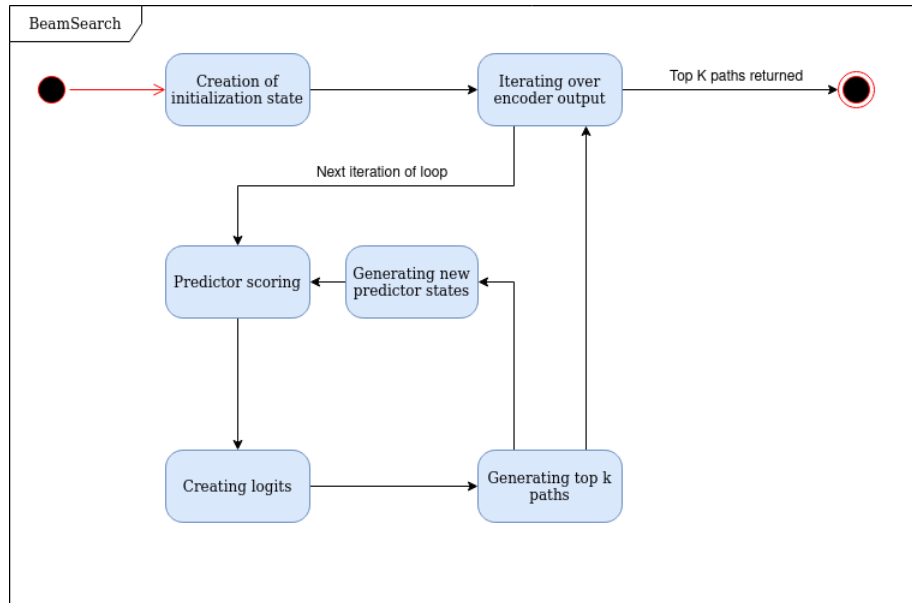 BeamSearch
Creation of
initialization state
Iterating over
encoder output
Top K paths returned
Next iteration of loop
Predictor scoring
Generating new
predictor states
Creating logits
Generating top k
paths